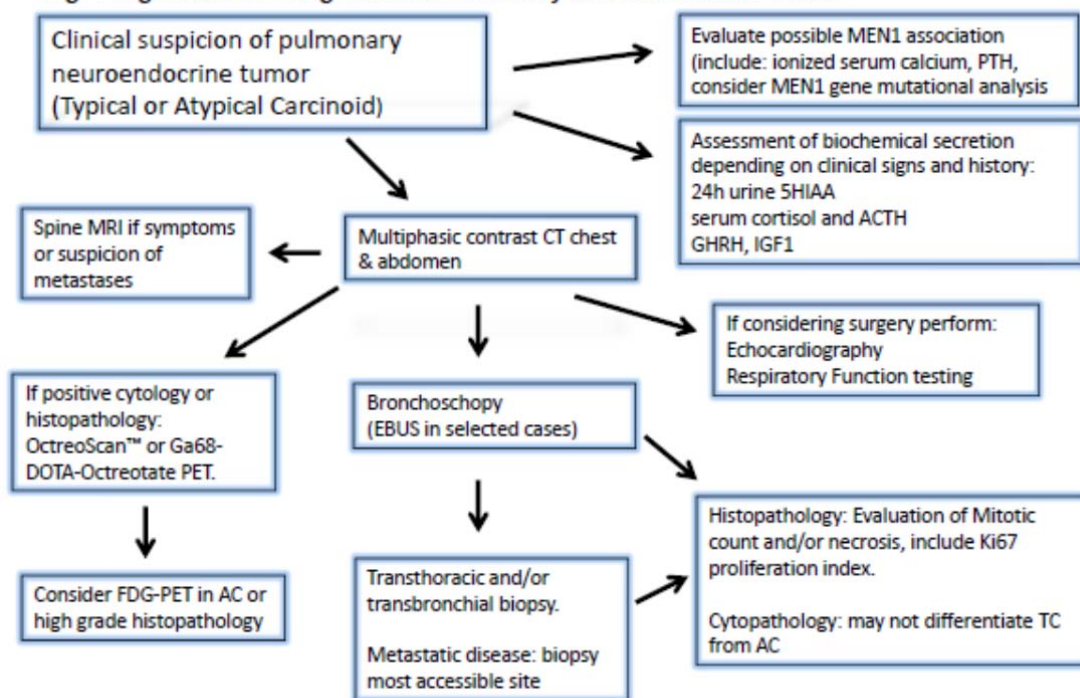 Clinical suspicion of pulmonary
neuroendocrine tumor
(Typical or Atypical Carcinoid)
Evaluate possible MEN1 association
(include: ionized serum calcium, PTH,
consider MEN1 gene mutational analysis
Assessment of biochemical secretion
depending on clinical signs and history:
24h urine 5HIAA
serum cortisol and ACTH
GHRH, IGF1
Spine MRI if symptoms
or suspicion of
metastases
Multiphasic contrast CT chest
& abdomen
If considering surgery perform:
Echocardiography
Respiratory Function testing
If positive cytology or
histopathology:
OctreoScan™ or Ga68-
DOTA-Octreotate PET.
Bronchoschopy
(EBUS in selected cases)
Histopathology: Evaluation of Mitotic
count and/or necrosis, include Ki67
proliferation index.
Cytopathology: may not differentiate TC
from AC
Consider FDG-PET in AC or
high grade histopathology
Transthoracic and/or
transbronchial biopsy.
Metastatic disease: biopsy
most accessible site